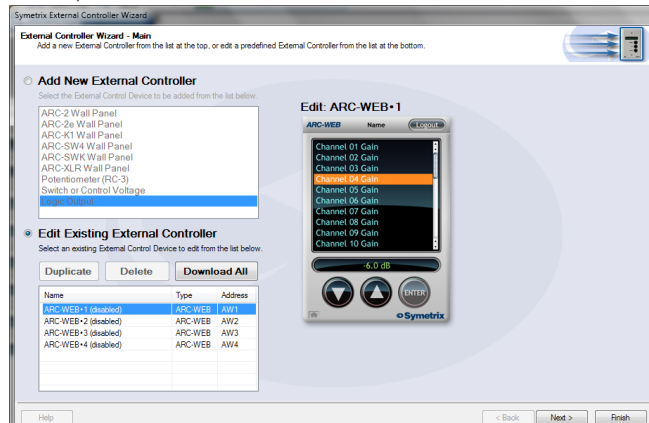 Symetrix External Controller Wizard
External Controller Wizard - Main
Add a new External Controller from the list at the top, or edit a predefined External Controller from the list at the bottom.
Add New External Controller
Select the External Control Device to be added from the list below.
ARC-2 Wall Panel
ARC-2e Wall Panel
ARC-K1 Wall Panel
ARC-SW4 Wall Panel
ARC-SWK Wall Panel
ARC-XLR Wall Panel
Potentiometer (RC-3)
Switch or Control Voltage
Logic Output
Edit Existing External Controller
Select an existing External Control Device to edit from the list below.
Duplicate Delete Download All
Name Type Address
ARC-WEB•1 (disabled) ARC-WEB AW1
ARC-WEB•2 (disabled) ARC-WEB AW2
ARC-WEB•3 (disabled) ARC-WEB AW3
ARC-WEB•4 (disabled) ARC-WEB AW4
Edit: ARC-WEB•1
ARC-WEB Name Logout
Channel 01 Gain
Channel 02 Gain
Channel 03 Gain
Channel 04 Gain
Channel 05 Gain
Channel 06 Gain
Channel 07 Gain
Channel 08 Gain
Channel 09 Gain
Channel 10 Gain
-6.0 dB
ENTER
Symetrix
Help < Back Next > Finish